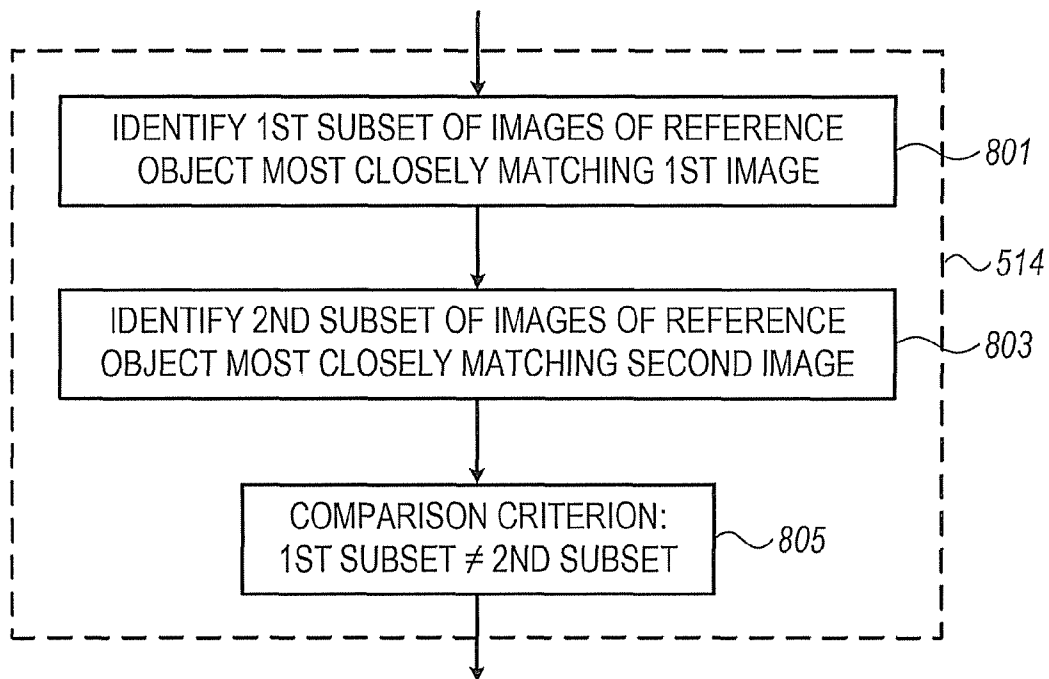 IDENTIFY 1ST SUBSET OF IMAGES OF REFERENCE
OBJECT MOST CLOSELY MATCHING 1ST IMAGE
801
514
IDENTIFY 2ND SUBSET OF IMAGES OF REFERENCE
OBJECT MOST CLOSELY MATCHING SECOND IMAGE
803
COMPARISON CRITERION:
1ST SUBSET ≠ 2ND SUBSET
805